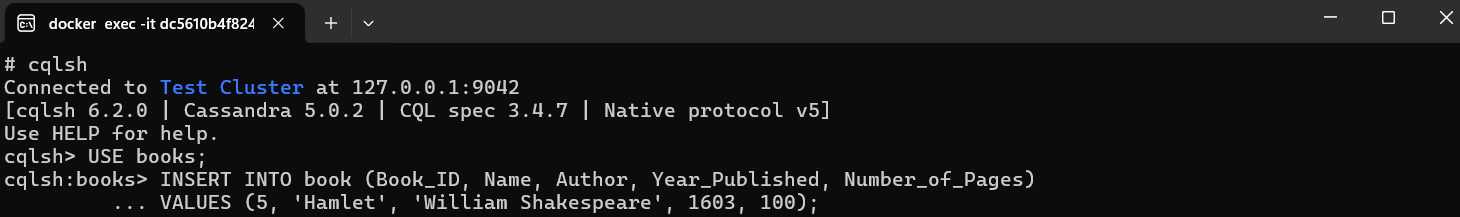 docker exec -it dc5610b4f824
# cqlsh
Connected to Test Cluster at 127.0.0.1:9042
[cqlsh 6.2.0 | Cassandra 5.0.2 | CQL spec 3.4.7 | Native protocol v5]
Use HELP for help.
cqlsh> USE books;
cqlsh:books> INSERT INTO book (Book_ID, Name, Author, Year_Published, Number_of_Pages)
         ... VALUES (5, 'Hamlet', 'William Shakespeare', 1603, 100);